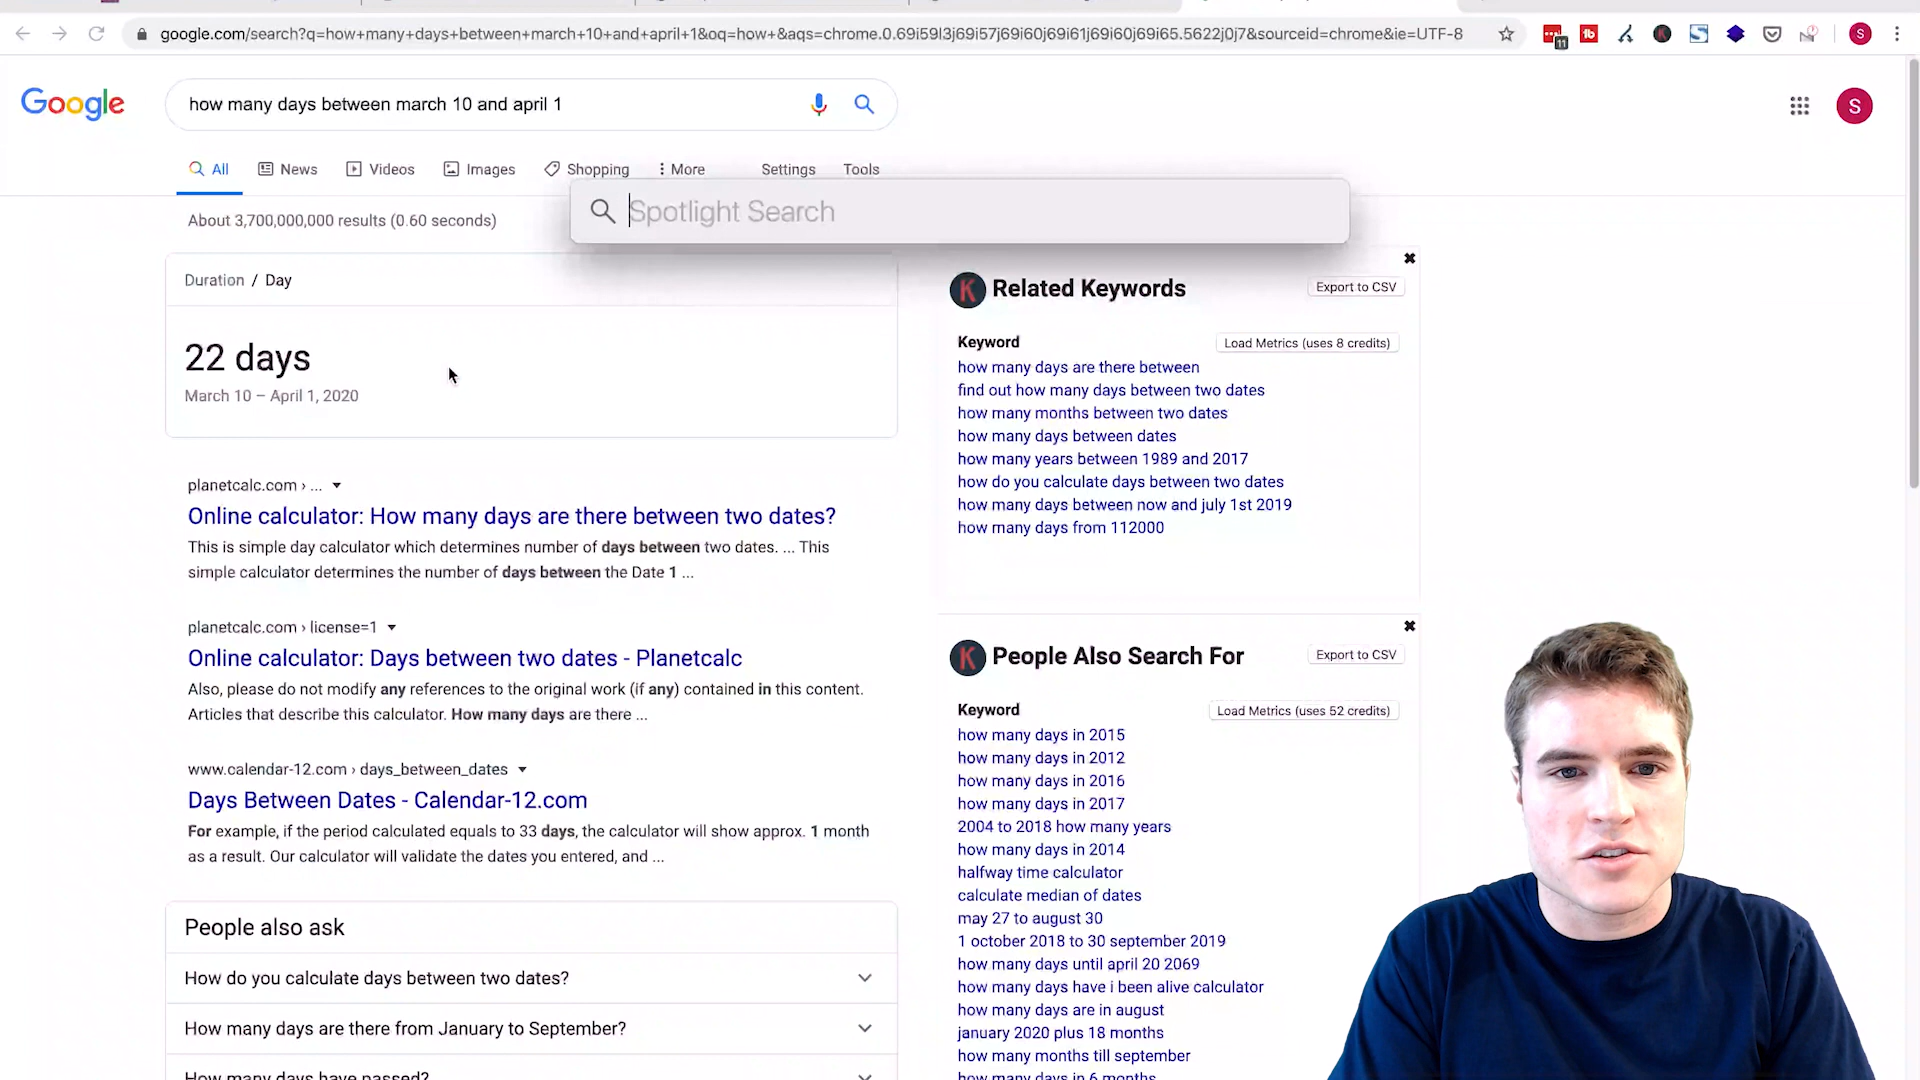 google.com/search?q=how+many+days+between+march+10+and+april+1&oq=how+&aqs=chrome.0.69i59l3j69i57j69i60j69i61j69i60j69i65.5622j0j7&sourceid=chrome&ie=UTF-8
11
S
Google
how many days between march 10 and april 1
S
All
News
Videos
Images
Shopping
More
Settings
Tools
Spotlight Search
About 3,700,000,000 results (0.60 seconds)
Duration / Day
22 days
March 10 – April 1, 2020
planetcalc.com › ...
Online calculator: How many days are there between two dates?
This is simple day calculator which determines number of days between two dates. ... This
simple calculator determines the number of days between the Date 1 ...
planetcalc.com › license=1
Online calculator: Days between two dates - Planetcalc
Also, please do not modify any references to the original work (if any) contained in this content.
Articles that describe this calculator. How many days are there ...
www.calendar-12.com › days_between_dates
Days Between Dates - Calendar-12.com
For example, if the period calculated equals to 33 days, the calculator will show approx. 1 month
as a result. Our calculator will validate the dates you entered, and ...
People also ask
How do you calculate days between two dates?
How many days are there from January to September?
How many days have passed?
K Related Keywords
Export to CSV
Keyword
Load Metrics (uses 8 credits)
how many days are there between
find out how many days between two dates
how many months between two dates
how many days between dates
how many years between 1989 and 2017
how do you calculate days between two dates
how many days between now and july 1st 2019
how many days from 112000
K People Also Search For
Export to CSV
Keyword
Load Metrics (uses 52 credits)
how many days in 2015
how many days in 2012
how many days in 2016
how many days in 2017
2004 to 2018 how many years
how many days in 2014
halfway time calculator
calculate median of dates
may 27 to august 30
1 october 2018 to 30 september 2019
how many days until april 20 2069
how many days have i been alive calculator
how many days are in august
january 2020 plus 18 months
how many months till september
how many days in 6 months